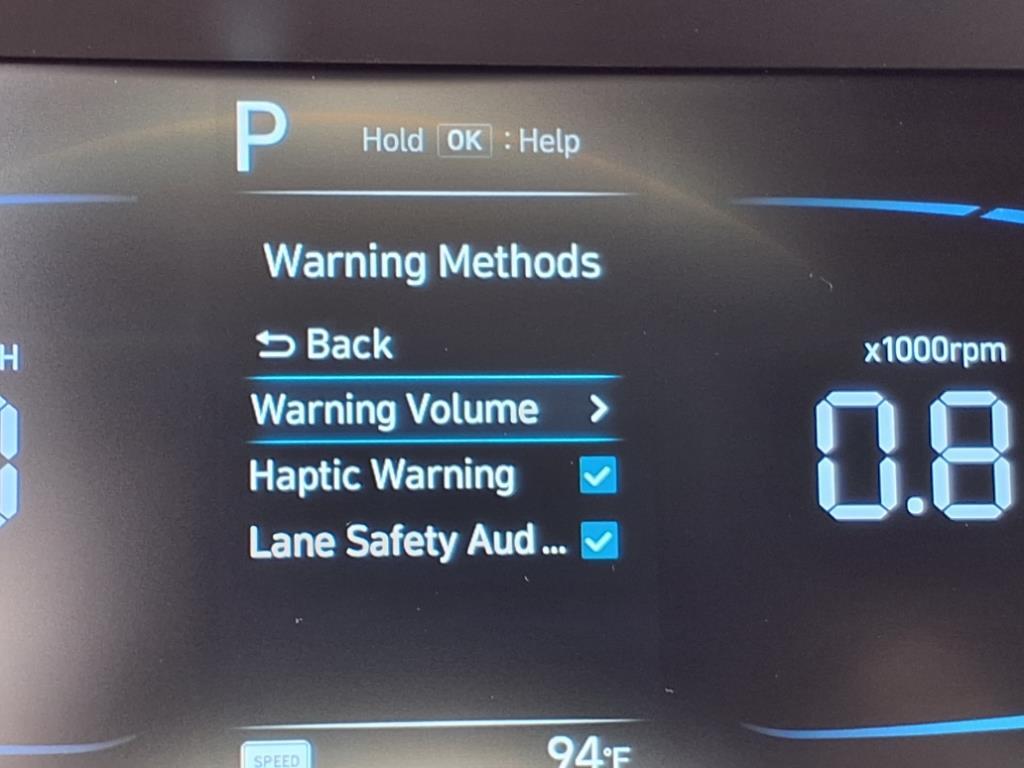 P
Hold OK : Help
Warning Methods
Back
Warning Volume >
Haptic Warning
Lane Safety Aud...
H
x1000rpm
0.8
SPEED
94°F